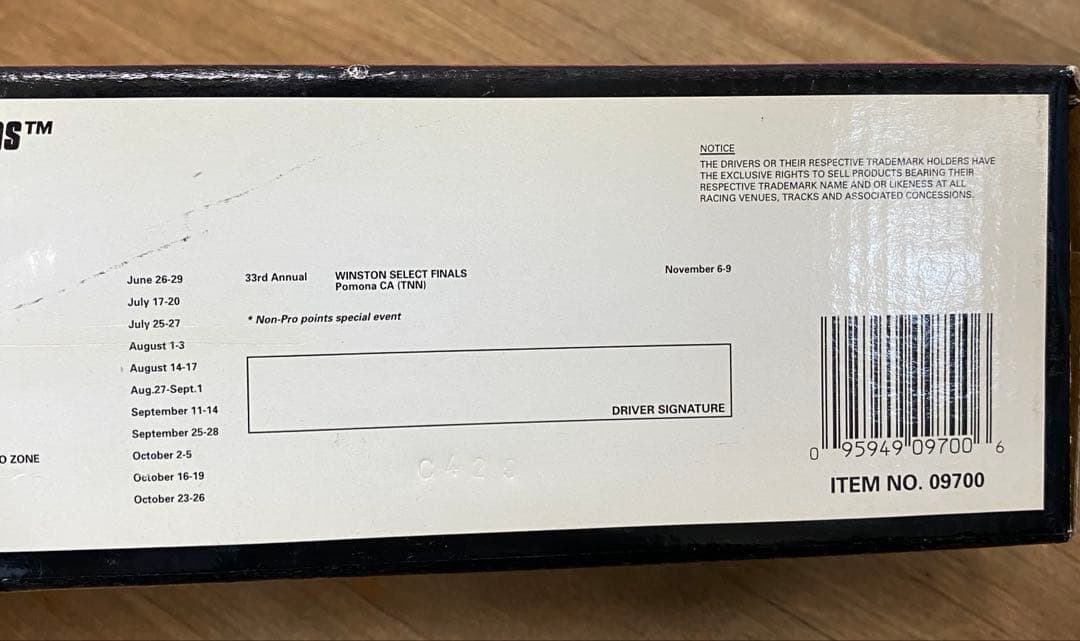 S™
NOTICE
THE DRIVERS OR THEIR RESPECTIVE TRADEMARK HOLDERS HAVE
THE EXCLUSIVE RIGHTS TO SELL PRODUCTS BEARING THEIR
RESPECTIVE TRADEMARK NAME AND OR LIKENESS AT ALL
RACING VENUES, TRACKS AND ASSOCIATED CONCESSIONS.
June 26-29
July 17-20
July 25-27
August 1-3
August 14-17
Aug.27-Sept.1
September 11-14
September 25-28
October 2-5
October 16-19
October 23-26
O ZONE
33rd Annual WINSTON SELECT FINALS November 6-9
Pomona CA (TNN)
* Non-Pro points special event
DRIVER SIGNATURE
0 95949 09700 6
ITEM NO. 09700